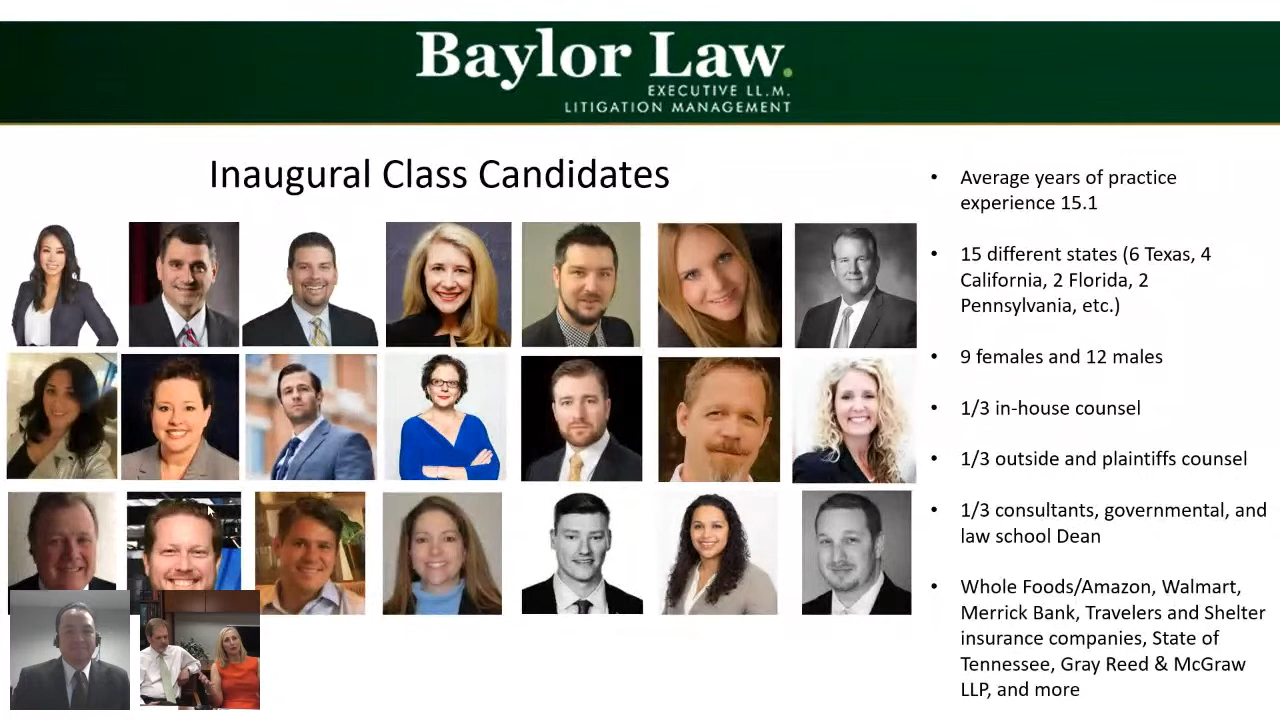 Baylor Law.
EXECUTIVE LL.M.
LITIGATION MANAGEMENT
Inaugural Class Candidates
• Average years of practice
experience 15.1
• 15 different states (6 Texas, 4
California, 2 Florida, 2
Pennsylvania, etc.)
• 9 females and 12 males
• 1/3 in-house counsel
• 1/3 outside and plaintiffs counsel
• 1/3 consultants, governmental, and
law school Dean
• Whole Foods/Amazon, Walmart,
Merrick Bank, Travelers and Shelter
insurance companies, State of
Tennessee, Gray Reed & McGraw
LLP, and more